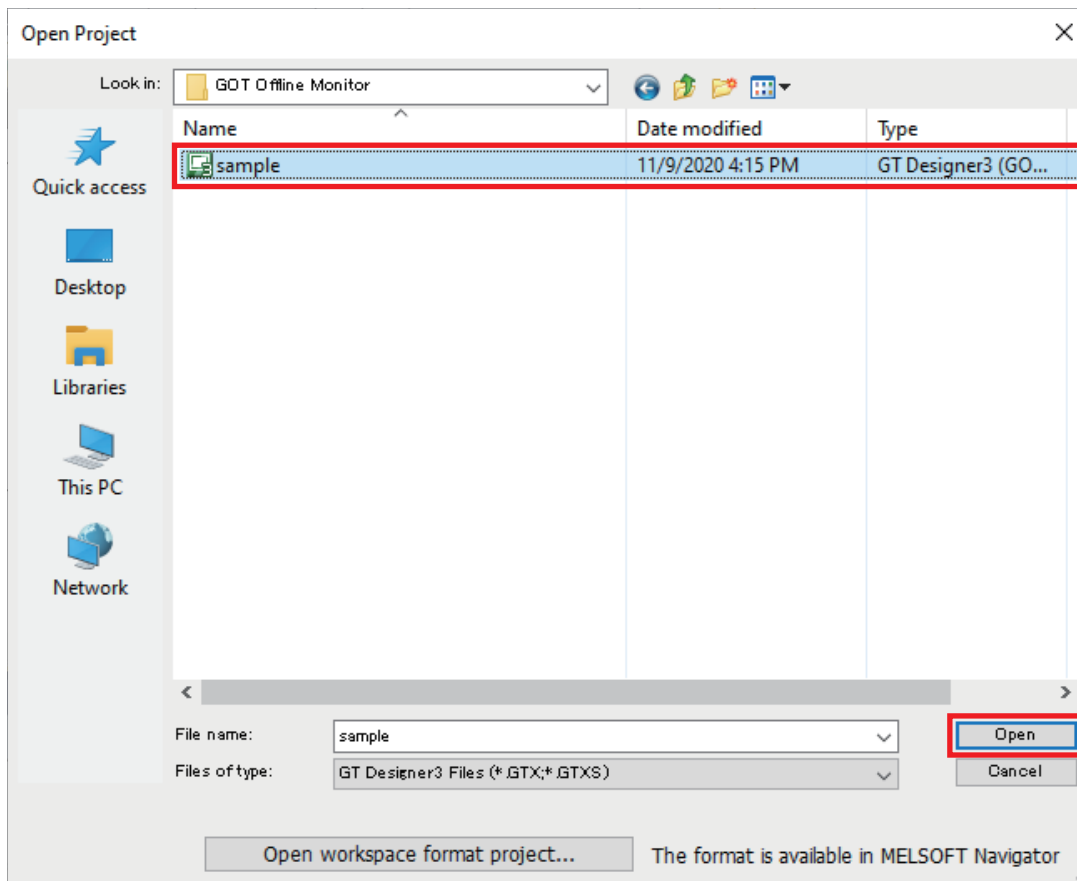 Open Project
Look in: GOT Offline Monitor
Name Date modified Type
sample 11/9/2020 4:15 PM GT Designer3 (GO...
Quick access
Desktop
Libraries
This PC
Network
File name: sample Open
Files of type: GT Designer3 Files (*.GTX;*.GTXS) Cancel
Open workspace format project... The format is available in MELSOFT Navigator